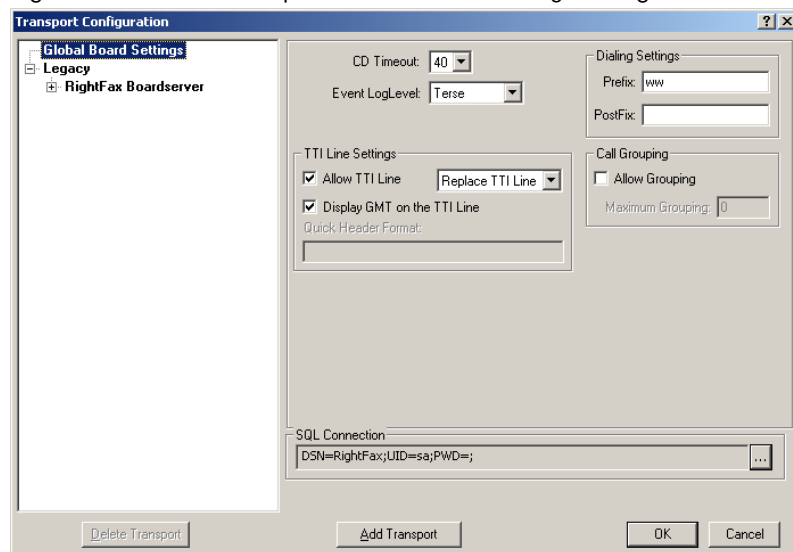 Transport Configuration
Global Board Settings
Legacy
RightFax Boardserver
CD Timeout: 40
Event LogLevel: Terse
Dialing Settings
Prefix: ww
PostFix:
TTI Line Settings
Allow TTI Line Replace TTI Line
Display GMT on the TTI Line
Quick Header Format:
Call Grouping
Allow Grouping
Maximum Grouping: 0
SQL Connection
DSN=RightFax;UID=sa;PWD=;
...
Delete Transport
Add Transport
OK
Cancel